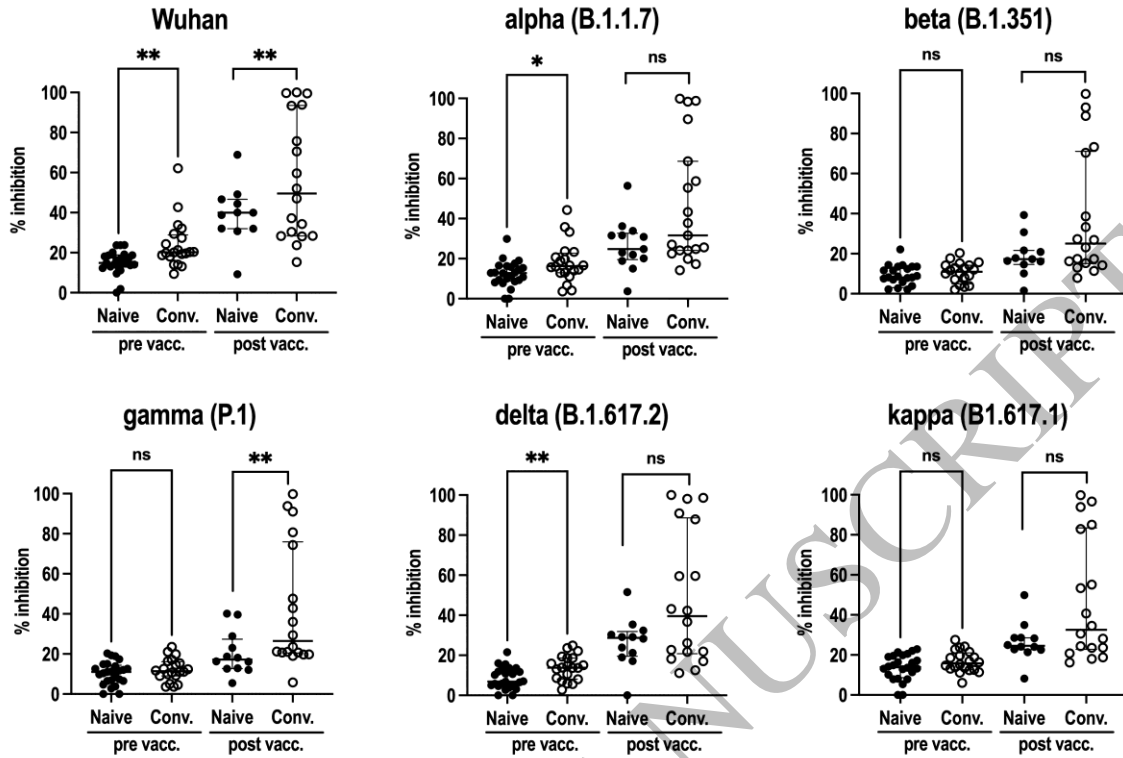 Wuhan
alpha (B.1.1.7)
beta (B.1.351)
** **
* ns
ns ns
% inhibition
100
80
60
40
20
0
Naive Conv. Naive Conv.
pre vacc. post vacc.
% inhibition
100
80
60
40
20
0
Naive Conv. Naive Conv.
pre vacc. post vacc.
% inhibition
100
80
60
40
20
0
Naive Conv. Naive Conv.
pre vacc. post vacc.
gamma (P.1)
delta (B.1.617.2)
kappa (B1.617.1)
ns **
** ns
ns ns
% inhibition
100
80
60
40
20
0
Naive Conv. Naive Conv.
pre vacc. post vacc.
% inhibition
100
80
60
40
20
0
Naive Conv. Naive Conv.
pre vacc. post vacc.
% inhibition
100
80
60
40
20
0
Naive Conv. Naive Conv.
pre vacc. post vacc.
NUSCRIPT